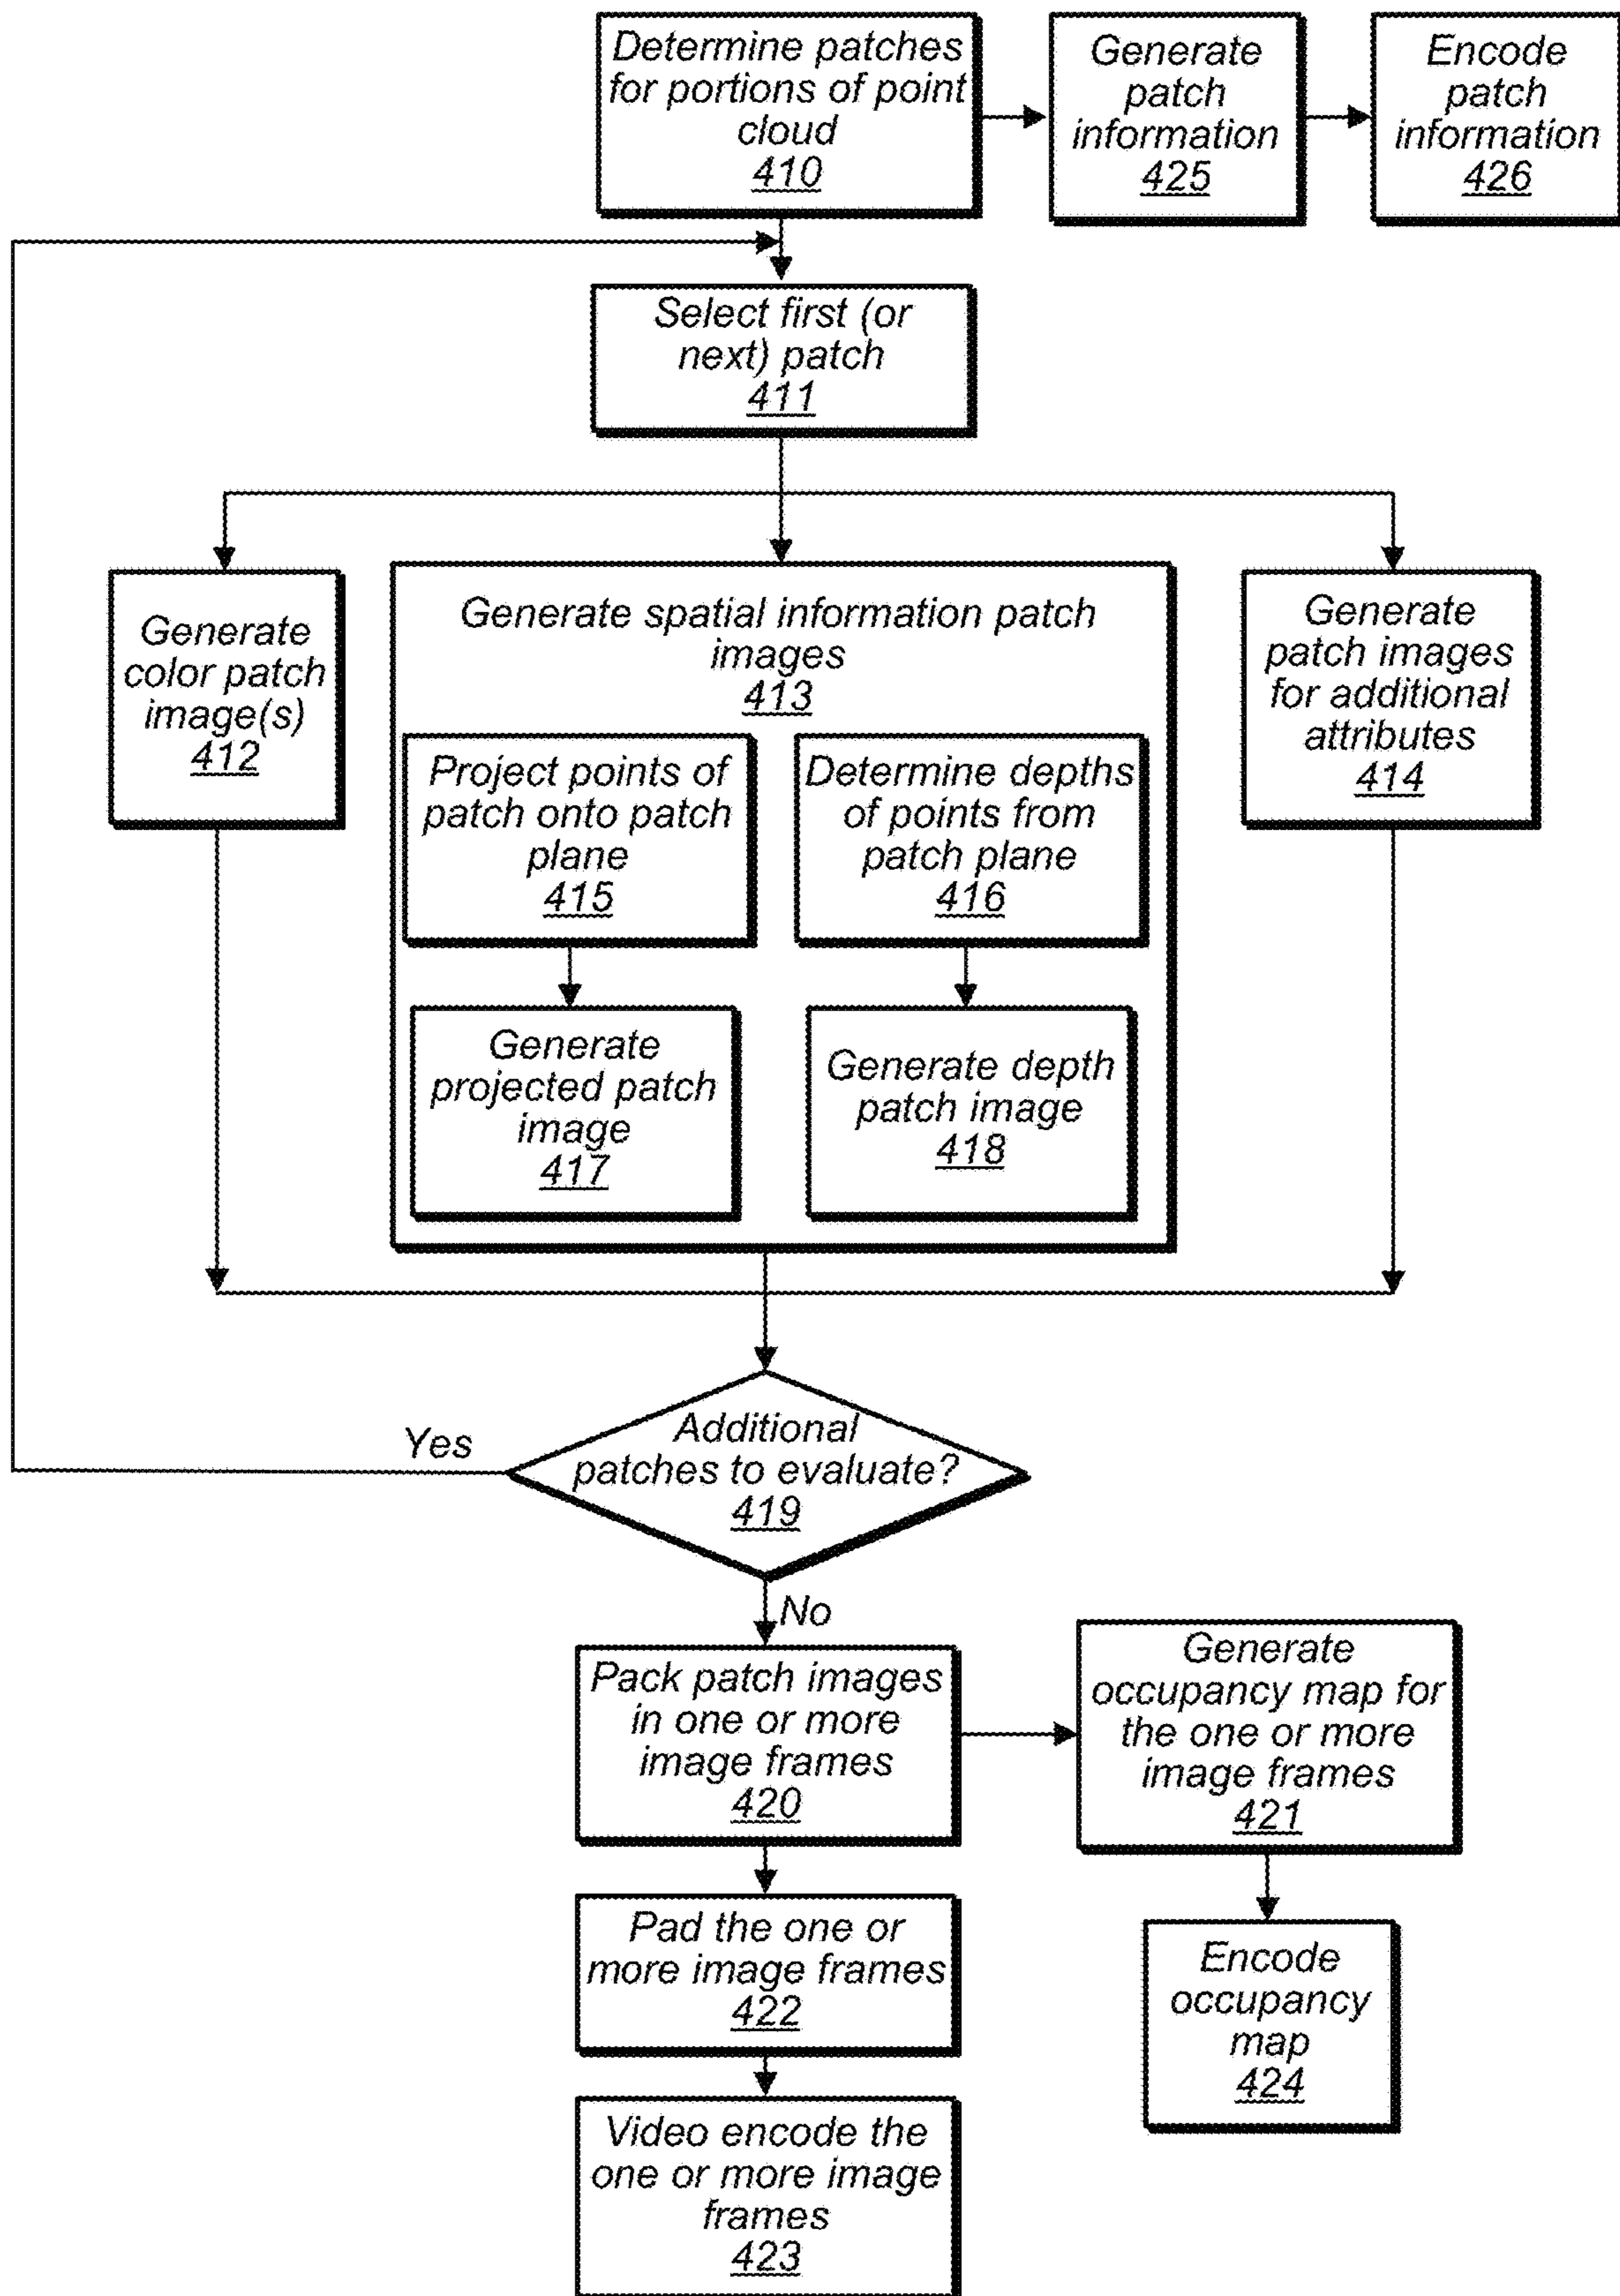 Determine patches
for portions of point
cloud
410
Generate
patch
information
425
Encode
patch
information
426
Select first (or
next) patch
411
Generate
color patch
image(s)
412
Generate spatial information patch
images
413
Project points of
patch onto patch
plane
415
Determine depths
of points from
patch plane
416
Generate
projected patch
image
417
Generate depth
patch image
418
Generate
patch images
for additional
attributes
414
Additional
patches to evaluate?
419
Yes
No
Pack patch images
in one or more
image frames
420
Generate
occupancy map for
the one or more
image frames
421
Pad the one or
more image frames
422
Encode
occupancy
map
424
Video encode the
one or more image
frames
423